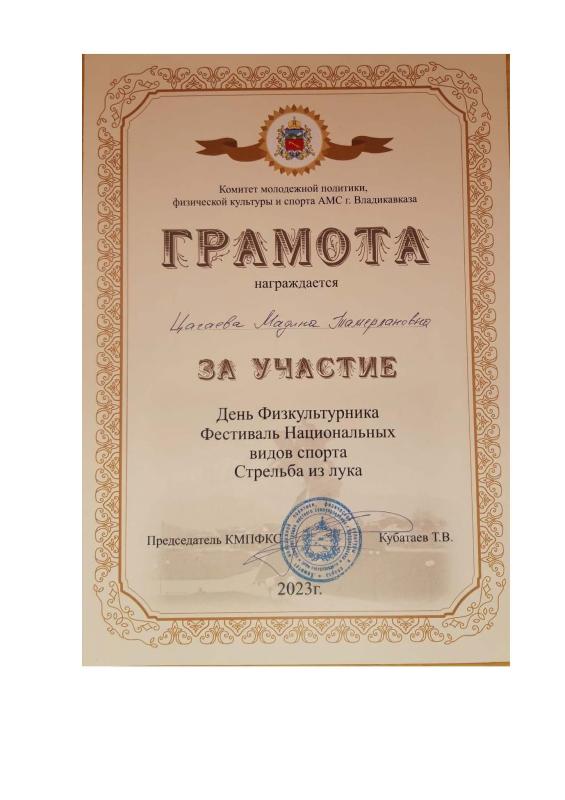 Комитет молодежной политики,
физической культуры и спорта АМС г. Владикавказа
ГРАМОТА
награждается
Цагаева Мадина Тамерлановна
ЗА УЧАСТИЕ
День Физкультурника
Фестиваль Национальных
видов спорта
Стрельба из лука
Председатель КМПФКС
Кубатаев Т.В.
2023г.